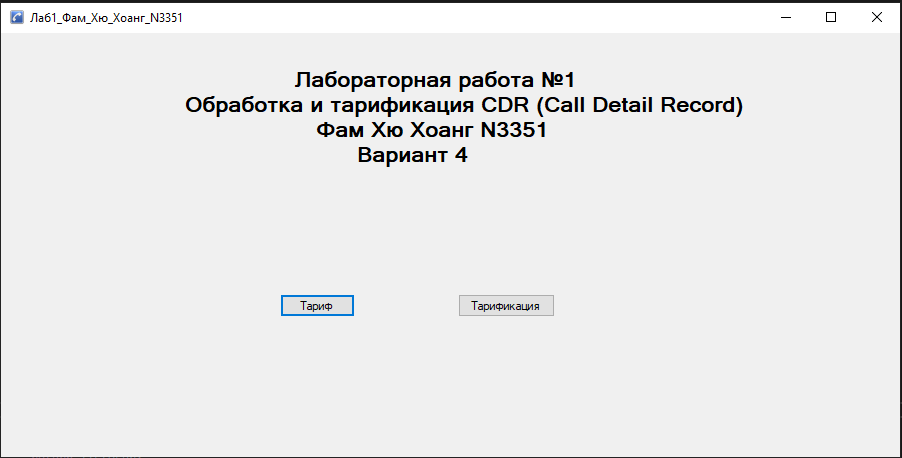 Лаб1_Фам_Хю_Хоанг_N3351
Лабораторная работа №1
Обработка и тарификация CDR (Call Detail Record)
Фам Хю Хоанг N3351
Вариант 4
Тариф
Тарификация